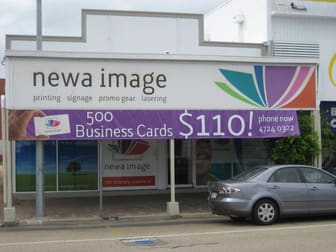 newa image
printing signage promo gear lasering
500
Business Cards $110!
phone now
4724 0322
newa image